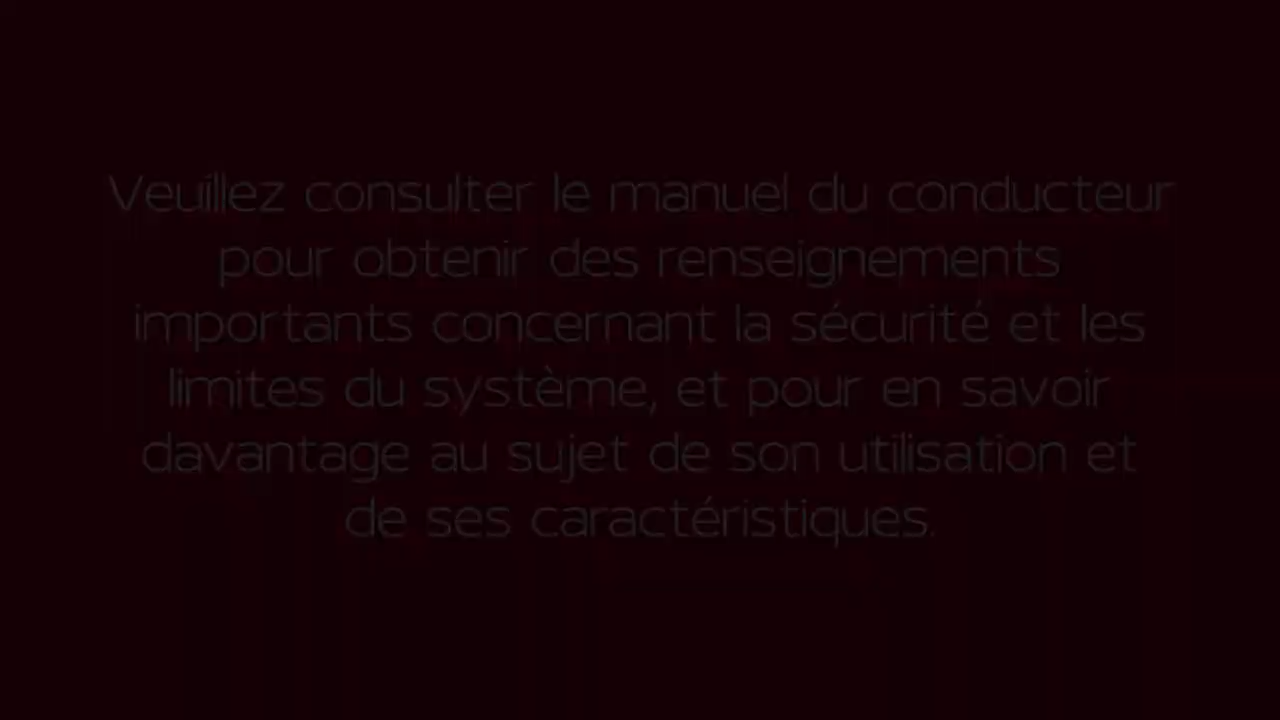 Veuillez consulter le manuel du conducteur
pour obtenir des renseignements
importants concernant la sécurité et les
limites du système, et pour en savoir
davantage au sujet de son utilisation et
de ses caractéristiques.